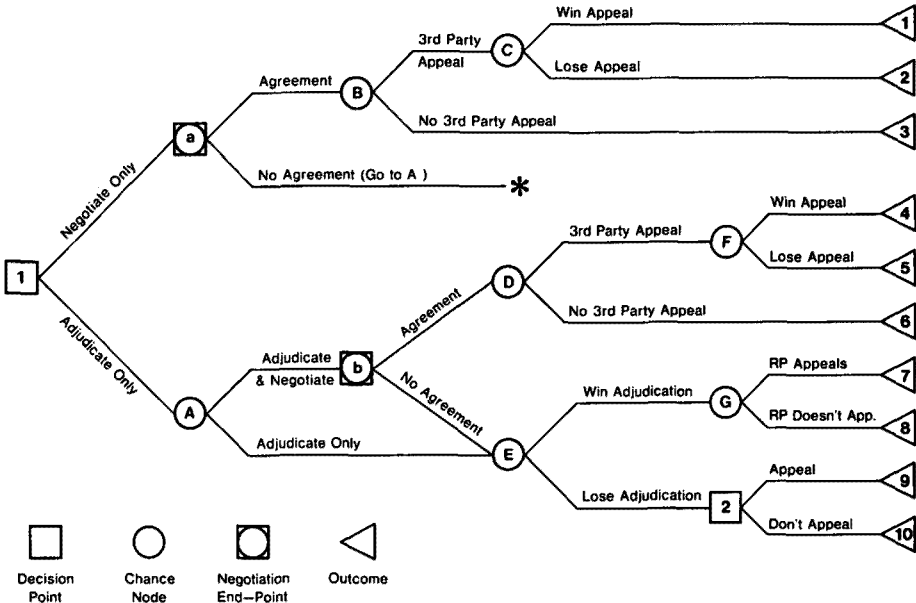 Win Appeal
1
3rd Party
Appeal
C
Lose Appeal
2
Agreement
B
No 3rd Party Appeal
3
a
Negotiate Only
No Agreement (Go to A )
*
Win Appeal
4
3rd Party Appeal
F
Lose Appeal
5
1
D
Agreement
No 3rd Party Appeal
6
Adjudicate Only
Adjudicate
& Negotiate
b
RP Appeals
7
No Agreement
Win Adjudication
G
RP Doesn't App.
8
A
Adjudicate Only
E
Appeal
9
Lose Adjudication
2
Don't Appeal
10
Decision
Point
Chance
Node
Negotiation
End–Point
Outcome